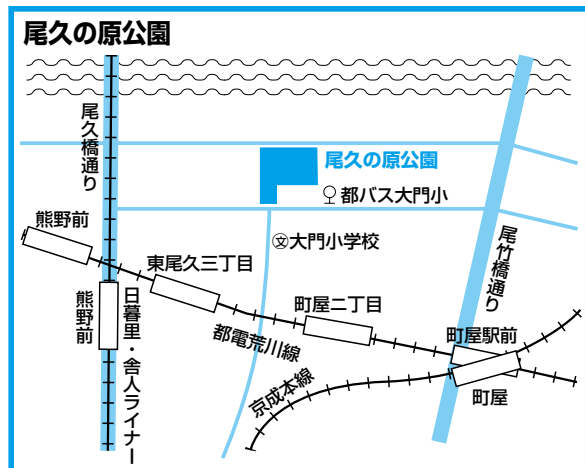 尾久の原公園
尾久橋通り
尾久の原公園
都バス大門小
熊野前
文大門小学校
東尾久三丁目
尾竹橋通り
熊野前
日暮里・舎人ライナー
町屋二丁目
都電荒川線
町屋駅前
京成本線
町屋